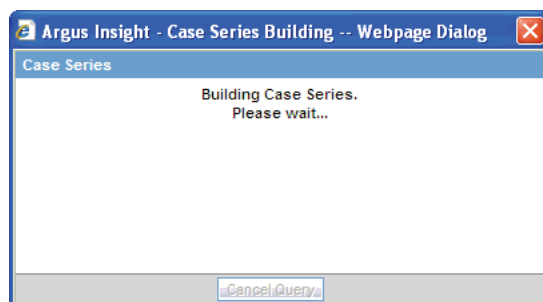 Argus Insight - Case Series Building -- Webpage Dialog
Case Series
Building Case Series.
Please wait...
Cancel Query